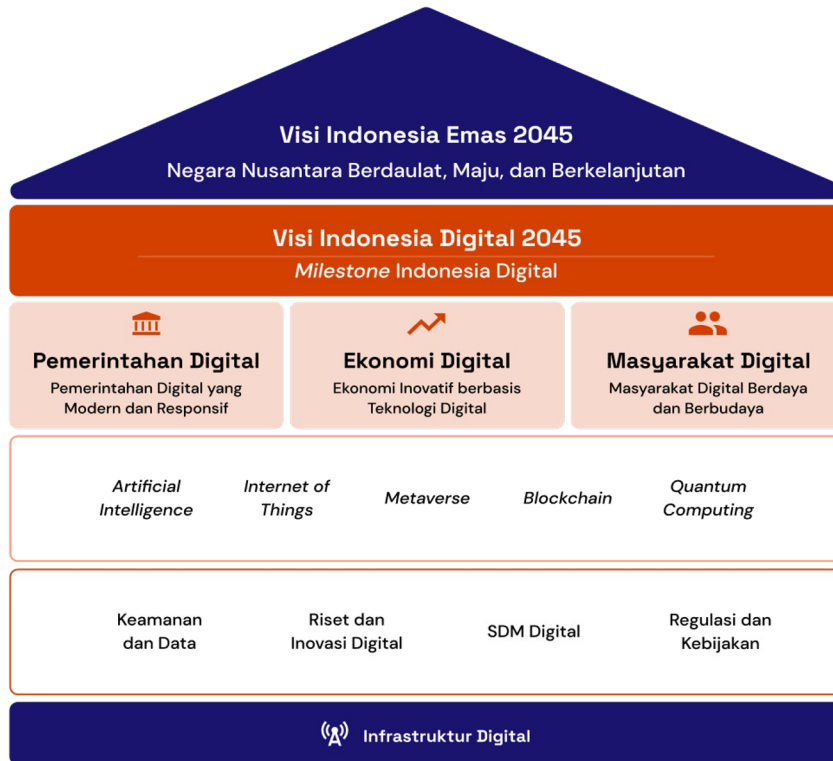 Visi Indonesia Emas 2045
Negara Nusantara Berdaulat, Maju, dan Berkelanjutan
Visi Indonesia Digital 2045
Milestone Indonesia Digital
Pemerintahan Digital
Pemerintahan Digital yang
Modern dan Responsif
Ekonomi Digital
Ekonomi Inovatif berbasis
Teknologi Digital
Masyarakat Digital
Masyarakat Digital Berdaya
dan Berbudaya
Artificial
Intelligence
Internet of
Things
Metaverse
Blockchain
Quantum
Computing
Keamanan
dan Data
Riset dan
Inovasi Digital
SDM Digital
Regulasi dan
Kebijakan
Infrastruktur Digital